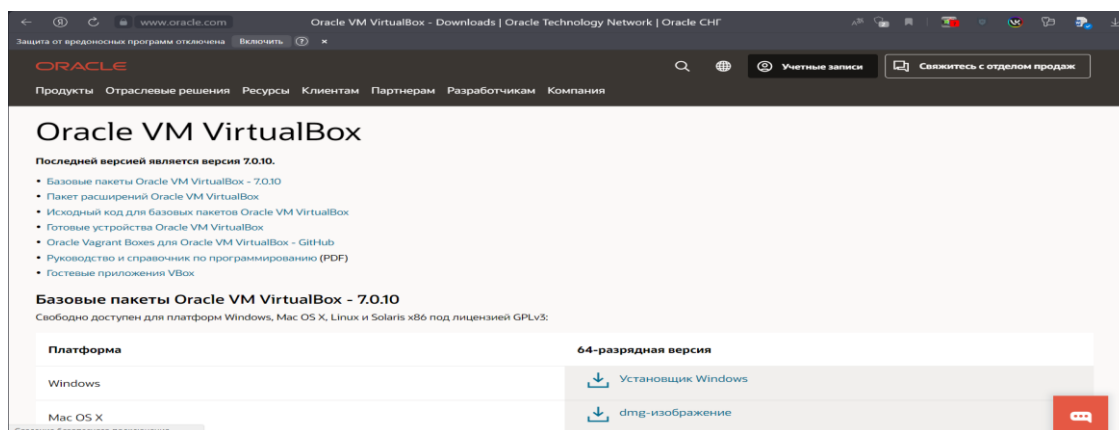 www.oracle.com
Oracle VM VirtualBox - Downloads | Oracle Technology Network | Oracle СНГ
Защита от вредоносных программ отключена Включить
ORACLE
Учетные записи
Свяжитесь с отделом продаж
Продукты Отраслевые решения Ресурсы Клиентам Партнерам Разработчикам Компания
Oracle VM VirtualBox
Последней версией является версия 7.0.10.
• Базовые пакеты Oracle VM VirtualBox - 7.0.10
• Пакет расширений Oracle VM VirtualBox
• Исходный код для базовых пакетов Oracle VM VirtualBox
• Готовые устройства Oracle VM VirtualBox
• Oracle Vagrant Boxes для Oracle VM VirtualBox - GitHub
• Руководство и справочник по программированию (PDF)
• Гостевые приложения VBox
Базовые пакеты Oracle VM VirtualBox - 7.0.10
Свободно доступен для платформ Windows, Mac OS X, Linux и Solaris x86 под лицензией GPLv3:
Платформа 64-разрядная версия
Windows Установщик Windows
Mac OS X dmg-изображение